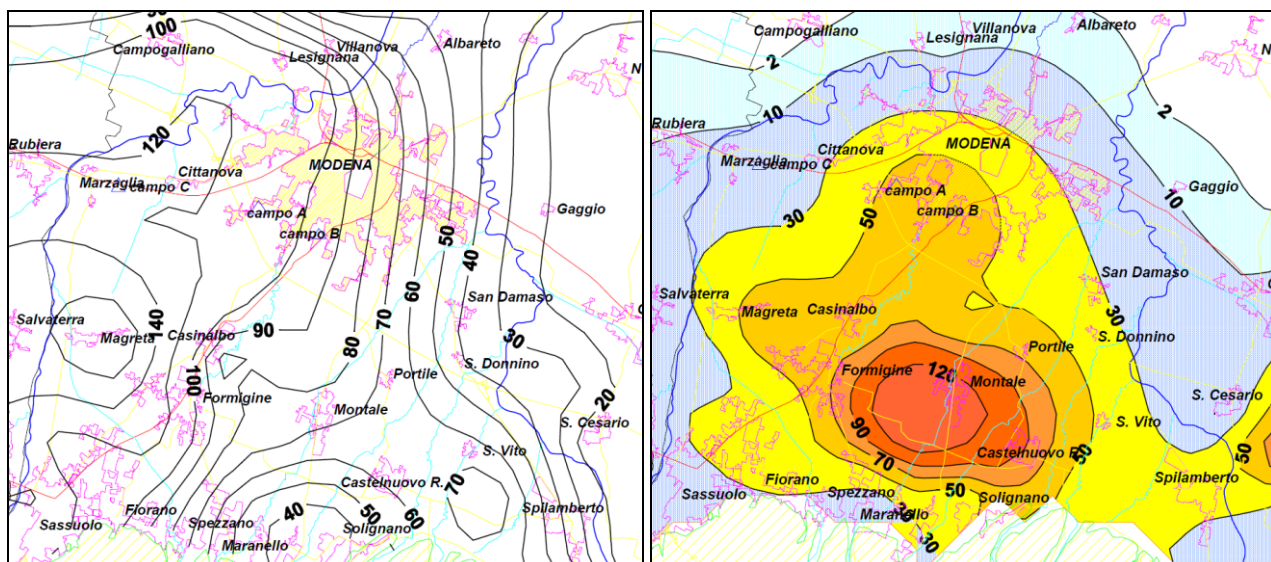 100
Campogalliano
Lesignana
Villanova
Albareto
N
120
Rubiera
Cittanova
MODENA
Marzaglia
campo C
campo A
campo B
Gaggio
50
40
60
San Damaso
Salvaterra
Magreta
140
Casinalbo
90
80
70
30
S. Donnino
100
Formigine
Portile
Montale
20
S. Cesario
S. Vito
Castelnuovo R.
70
40
50
60
Sassuolo
Fiorano
Spezzano
Maranello
Solignano
Spilamberto
2
Campogalliano
Lesignana
Villanova
Albareto
2
10
Rubiera
Cittanova
MODENA
Marzaglia
campo C
campo A
campo B
Gaggio
10
30
50
San Damaso
30
Salvaterra
Magreta
Casinalbo
S. Donnino
Portile
Formigine
120
Montale
S. Cesario
90
70
S. Vito
Castelnuovo R.
50
50
50
Sassuolo
Fiorano
Spezzano
Maranello
30
30
Solignano
Spilamberto